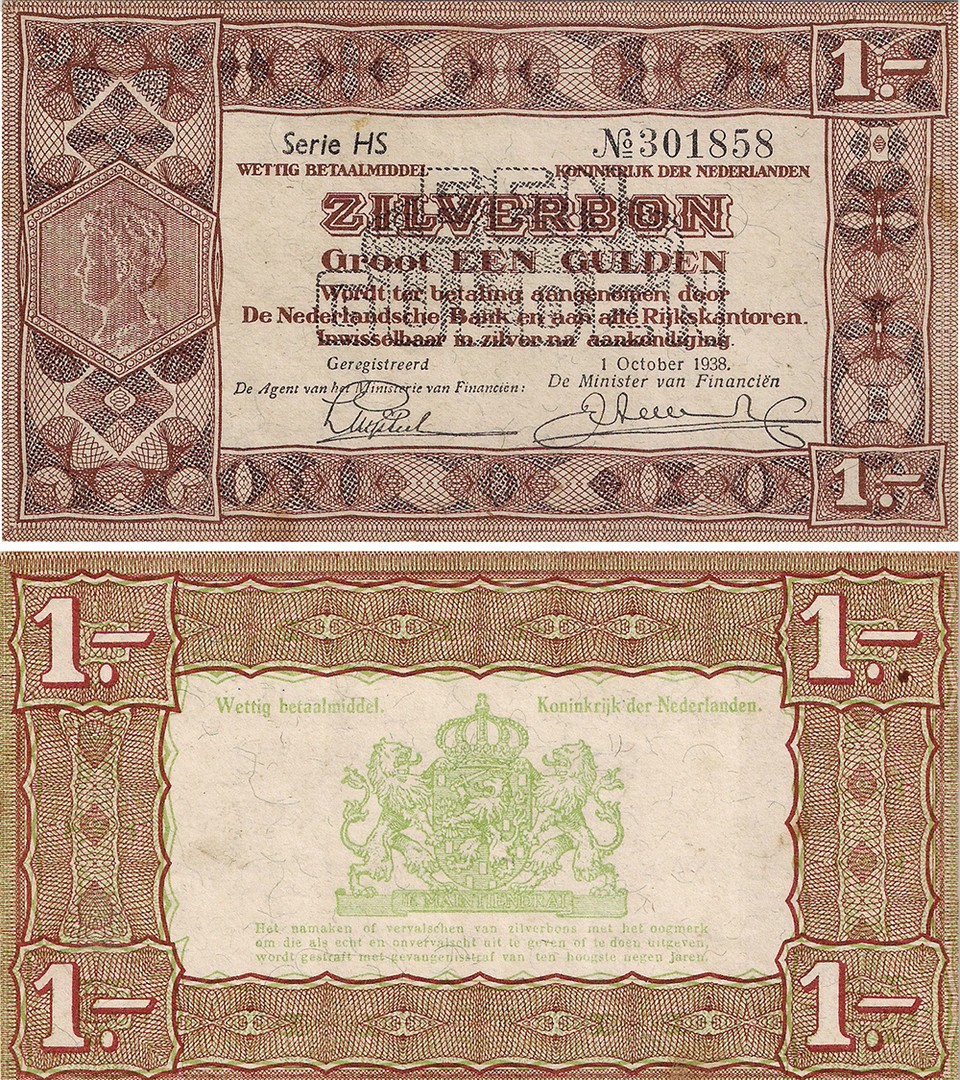 1.-
Serie HS
№ 301858
WETTIG BETAALMIDDEL
KONINKRIJK DER NEDERLANDEN
EEN
GULDEN
ZILVERBON
Groot EEN GULDEN
Wordt ter betaling aangenomen door
De Nederlandsche Bank en aan alle Rijkskantoren.
Inwisselbaar in zilver na aankondiging.
Geregistreerd
De Agent van het Ministerie van Financiën:
1 October 1938.
De Minister van Financiën
1.-
1.-
1.-
Wettig betaalmiddel.
Koninkrijk der Nederlanden.
JE MAINTIENDRAI
Het namaken of vervalschen van zilverbons met het oogmerk
om die als echt en onvervalscht uit te geven of te doen uitgeven,
wordt gestraft met gevangenisstraf van ten hoogste negen jaren.
1.-
1.-